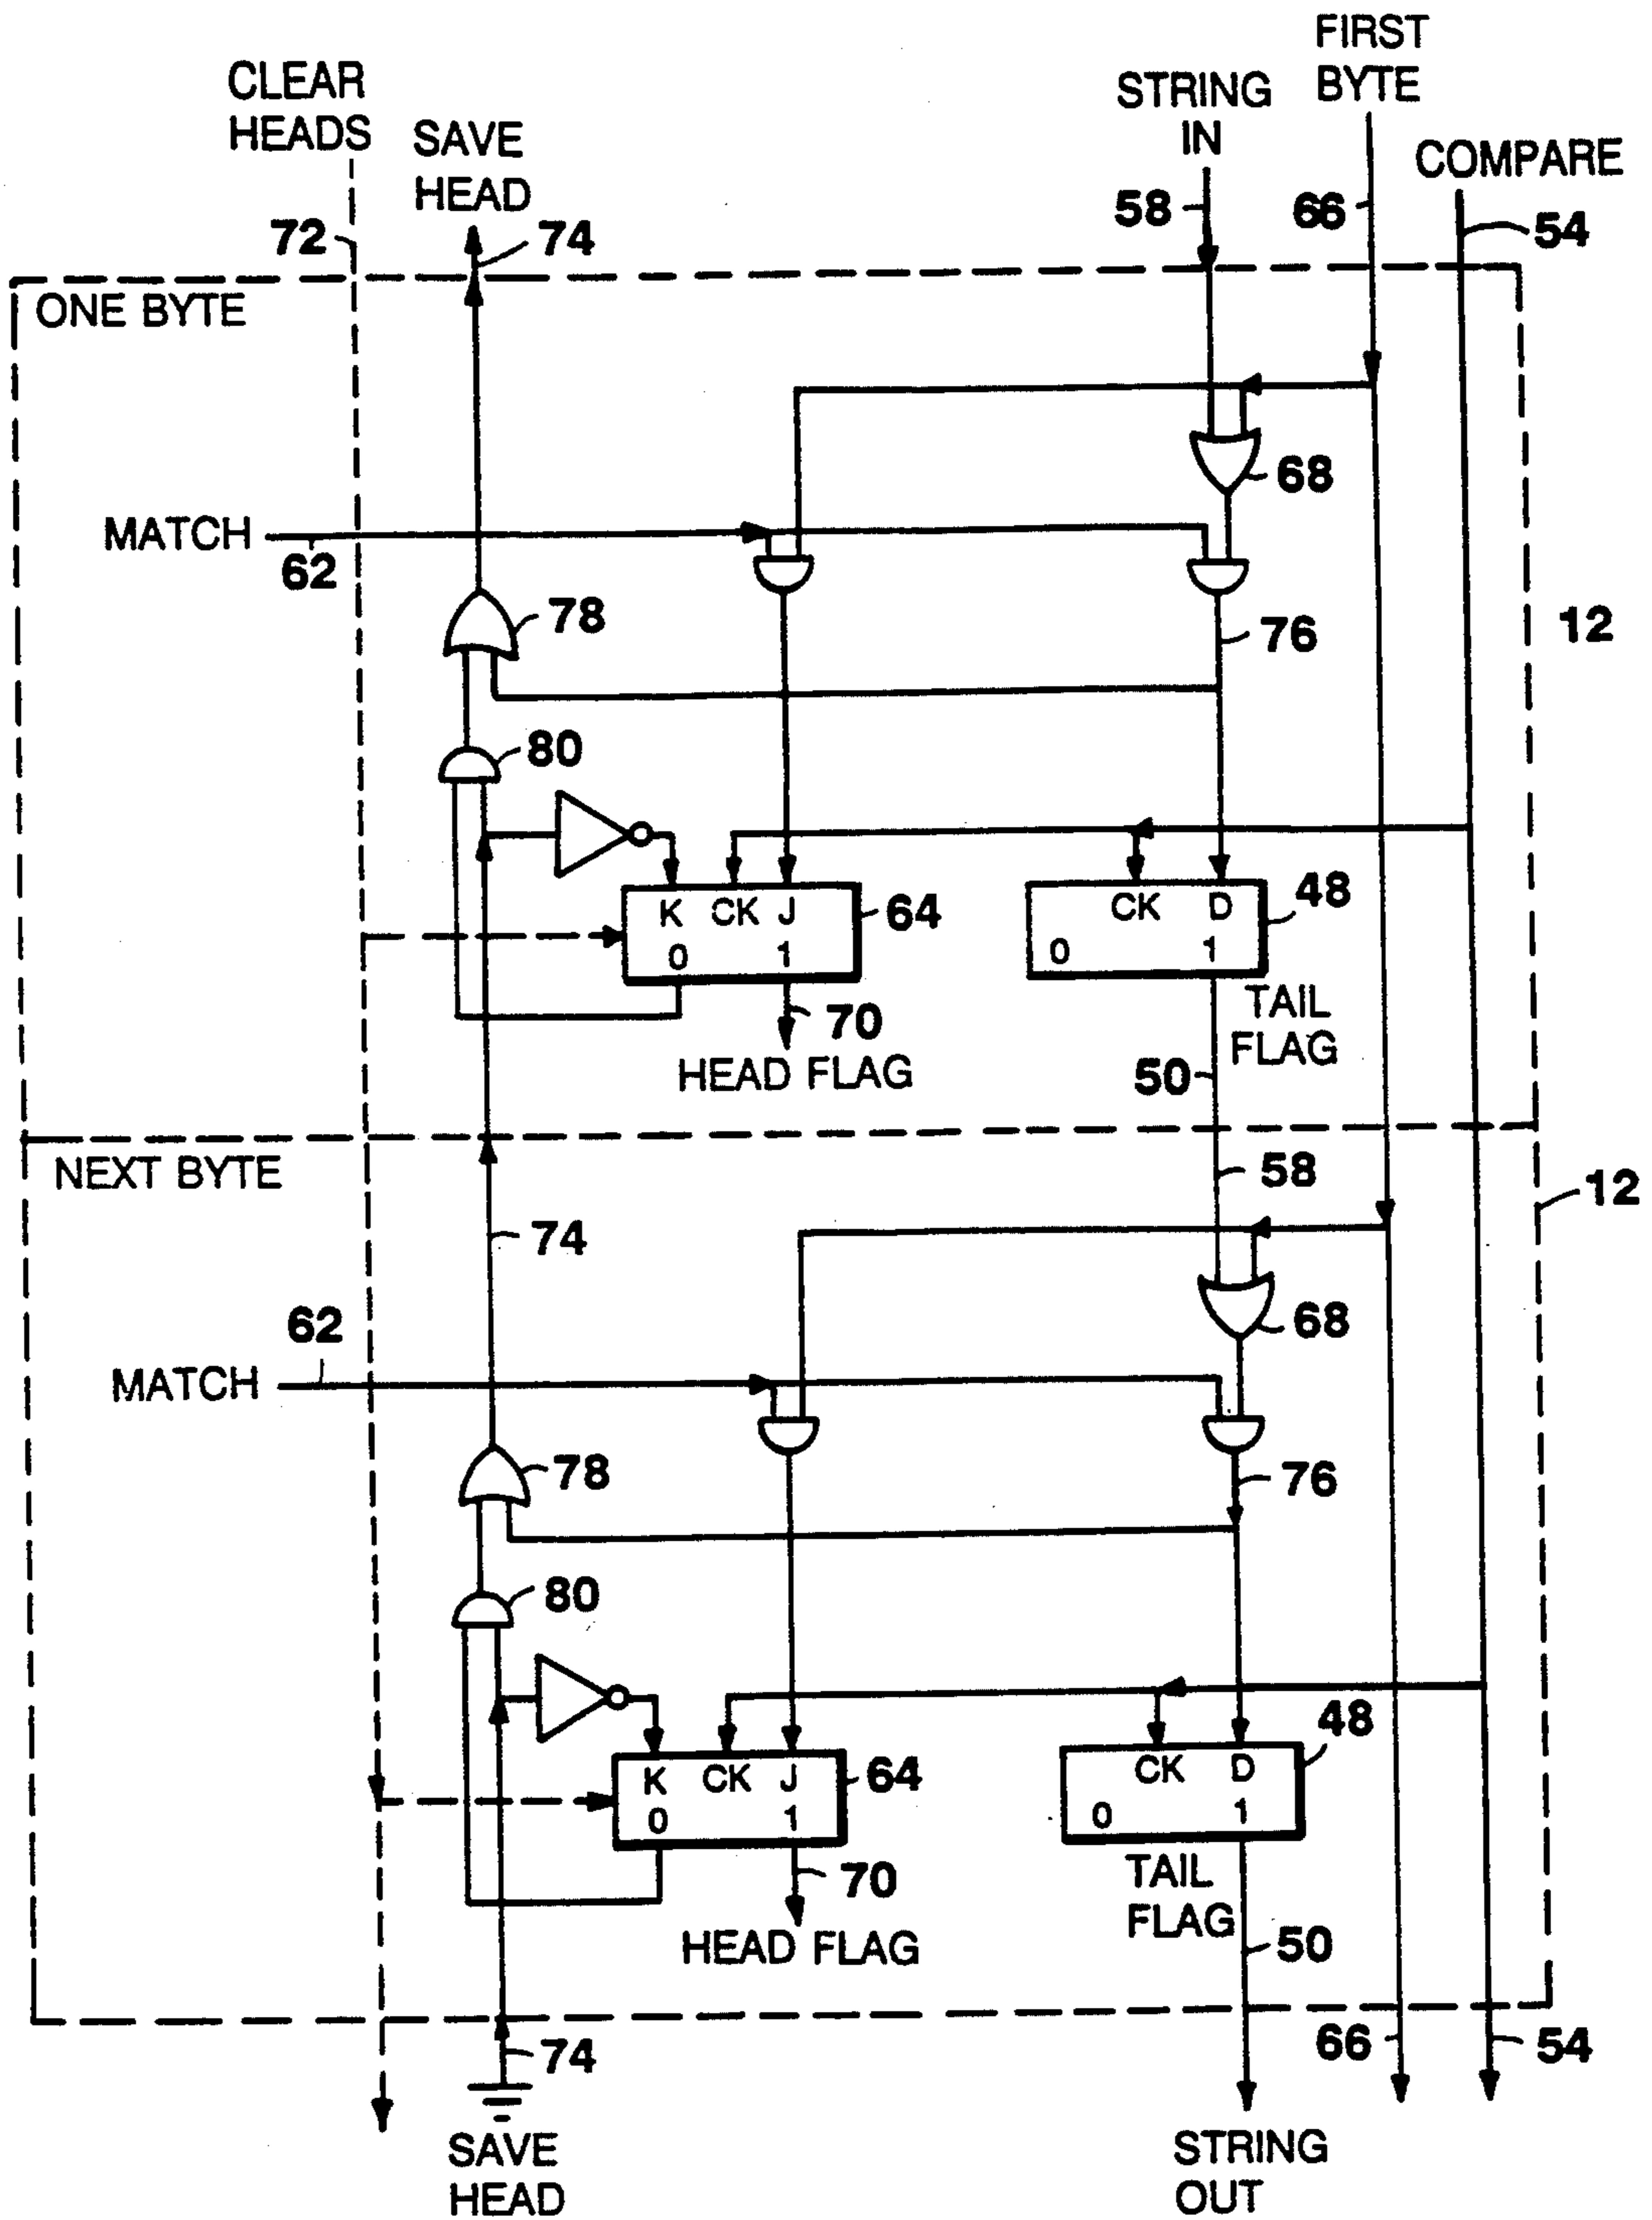 FIRST
BYTE
CLEAR
HEADS
SAVE
HEAD
STRING
IN
COMPARE
72
74
58
66
54
ONE BYTE
68
MATCH
62
78
76
12
80
K CK J
0 1
64
CK D
0 1
48
70
HEAD FLAG
TAIL
FLAG
50
NEXT BYTE
58
12
74
62
68
MATCH
78
76
80
K CK J
0 1
64
CK D
0 1
48
70
HEAD FLAG
TAIL
FLAG
50
74
66
54
SAVE
HEAD
STRING
OUT